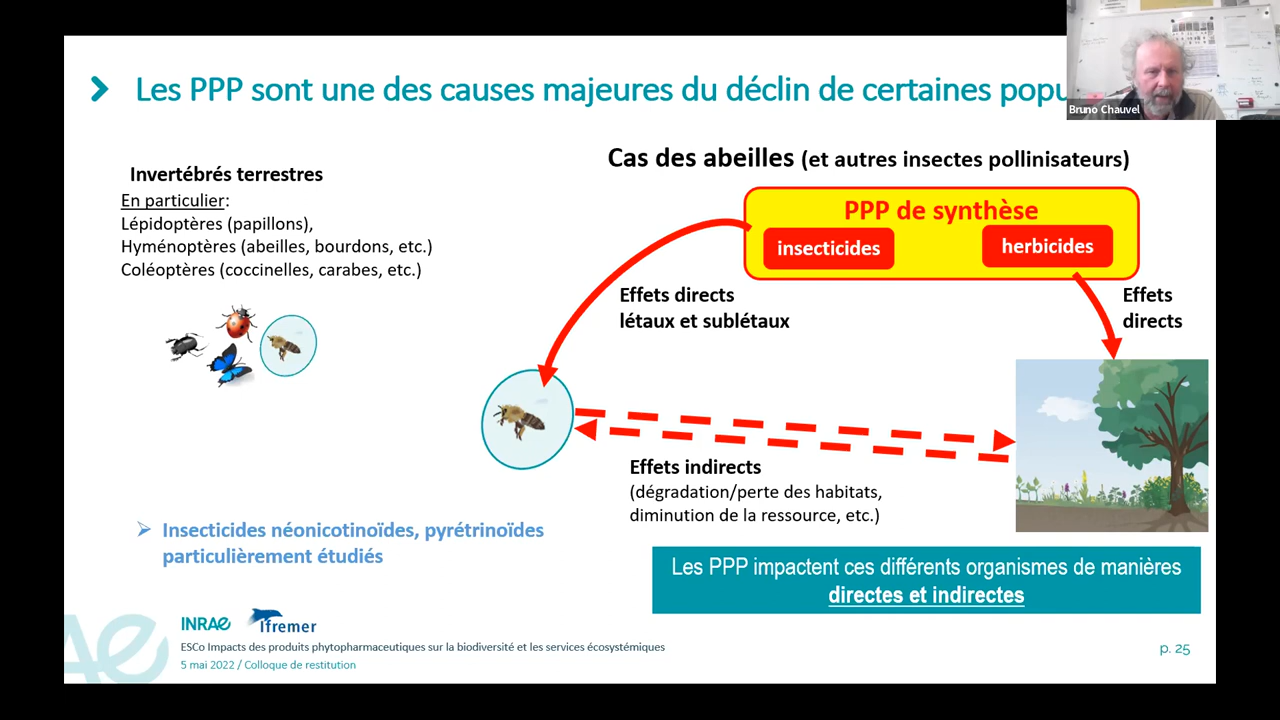 Les PPP sont une des causes majeures du déclin de certaines
Bruno Chauvel
Invertébrés terrestres
En particulier:
Lépidoptères (papillons),
Hyménoptères (abeilles, bourdons, etc.)
Coléoptères (coccinelles, carabes, etc.)
Cas des abeilles (et autres insectes pollinisateurs)
PPP de synthèse
insecticides
herbicides
Effets directs
létaux et sublétaux
Effets
directs
Effets indirects
(dégradation/perte des habitats,
diminution de la ressource, etc.)
Insecticides néonicotinoïdes, pyrétrinoïdes
particulièrement étudiés
Les PPP impactent ces différents organismes de manières
directes et indirectes
INRAE
Ifremer
ESCo Impacts des produits phytopharmaceutiques sur la biodiversité et les services écosystémiques
5 mai 2022 / Colloque de restitution
p. 25